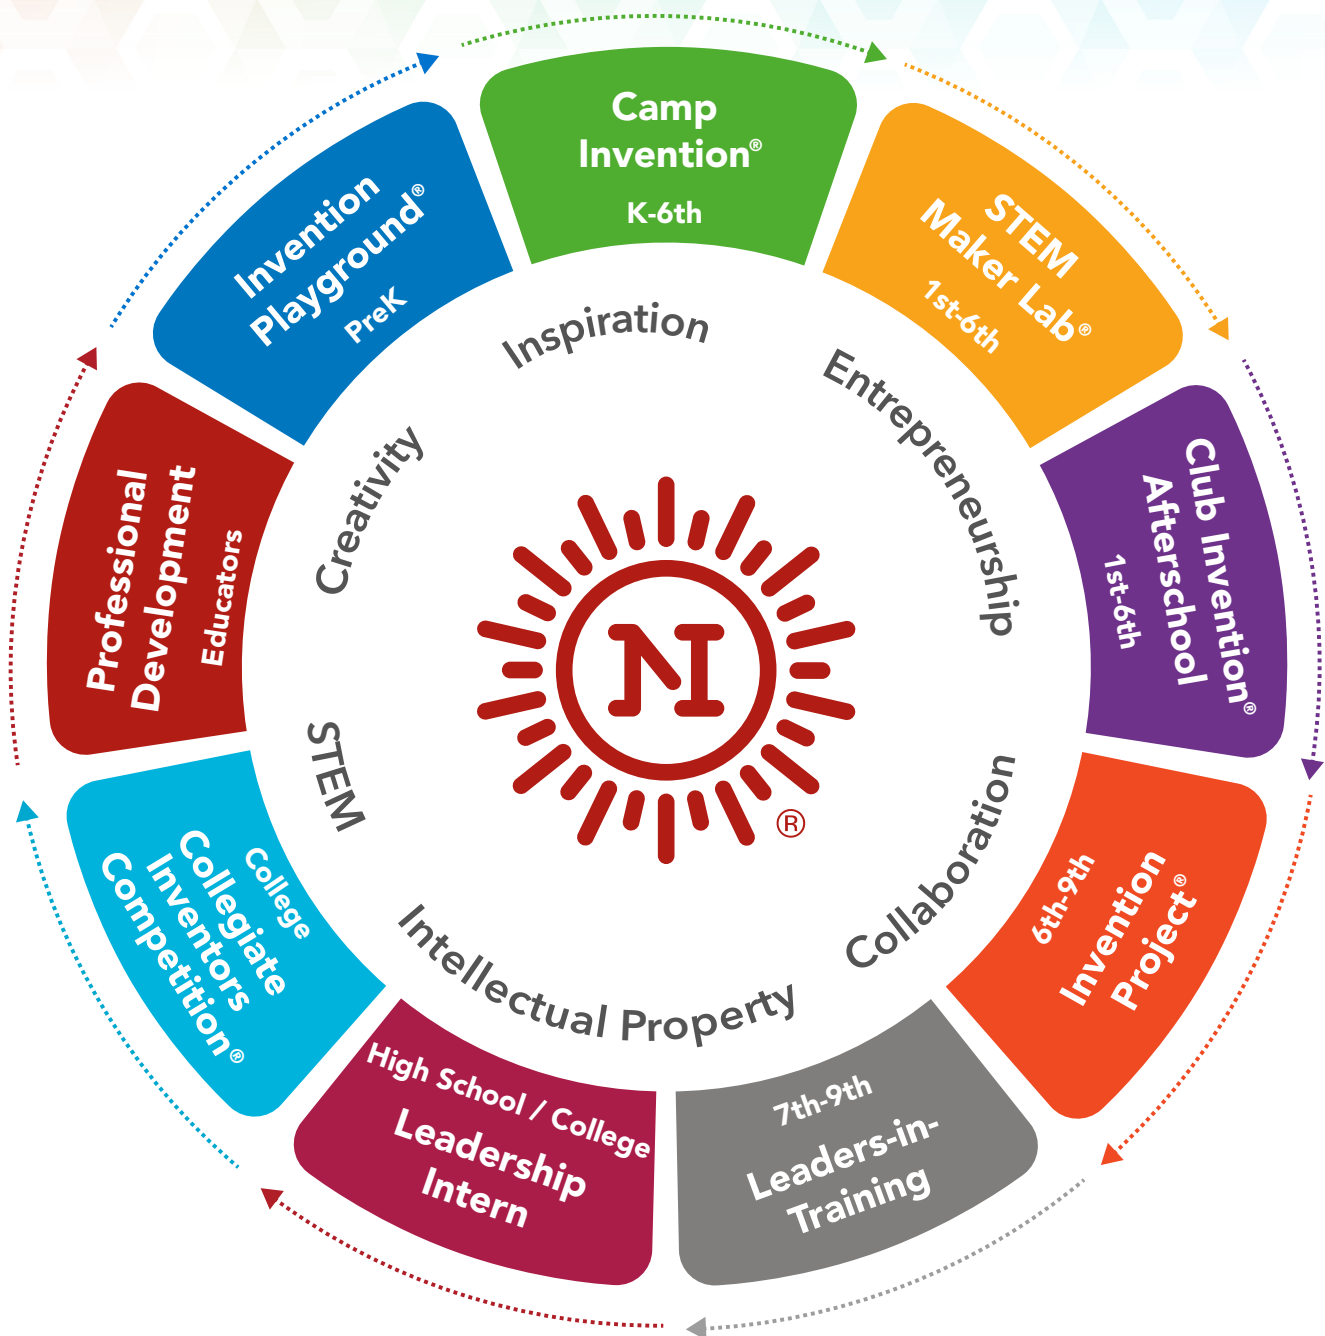 Camp
Invention®
K-6th
STEM
Maker Lab®
1st-6th
Club Invention®
Afterschool
1st-6th
6th-9th
Invention
Project®
7th-9th
Leaders-in-
Training
High School / College
Leadership
Intern
College
Collegiate
Inventors
Competition®
Professional
Development
Educators
Invention
Playground®
PreK
Inspiration
Entrepreneurship
Collaboration
Intellectual Property
STEM
Creativity
N
®